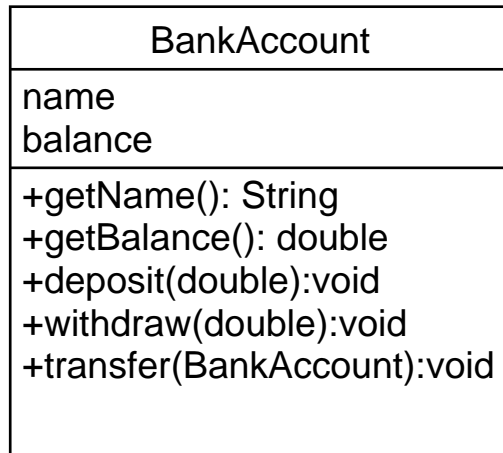 BankAccount
name
balance
+getName(): String
+getBalance(): double
+deposit(double):void
+withdraw(double):void
+transfer(BankAccount):void